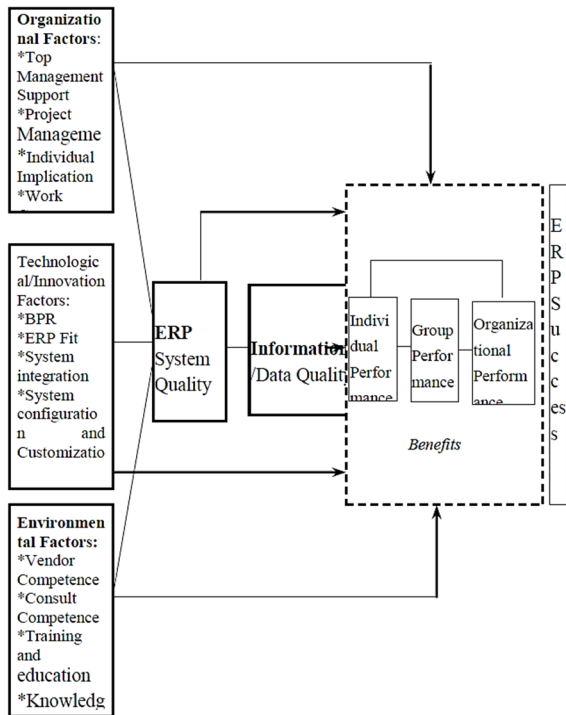 Organizatio
nal Factors:
*Top
Management
Support
*Project
Manageme
*Individual
Implication
*Work
Technologic
al/Innovation
Factors:
*BPR
*ERP Fit
*System
integration
*System
configuratio
n and
Customizatio
Environmen
tal Factors:
*Vendor
Competence
*Consult
Competence
*Training
and
education
*Knowledg
ERP
System
Quality
Information
/Data Qualit
Indivi
dual
Perfor
mance
Group
Perfor
mance
Organiza
tional
Perform
ance
Benefits
E
R
P
S
u
c
c
es
s